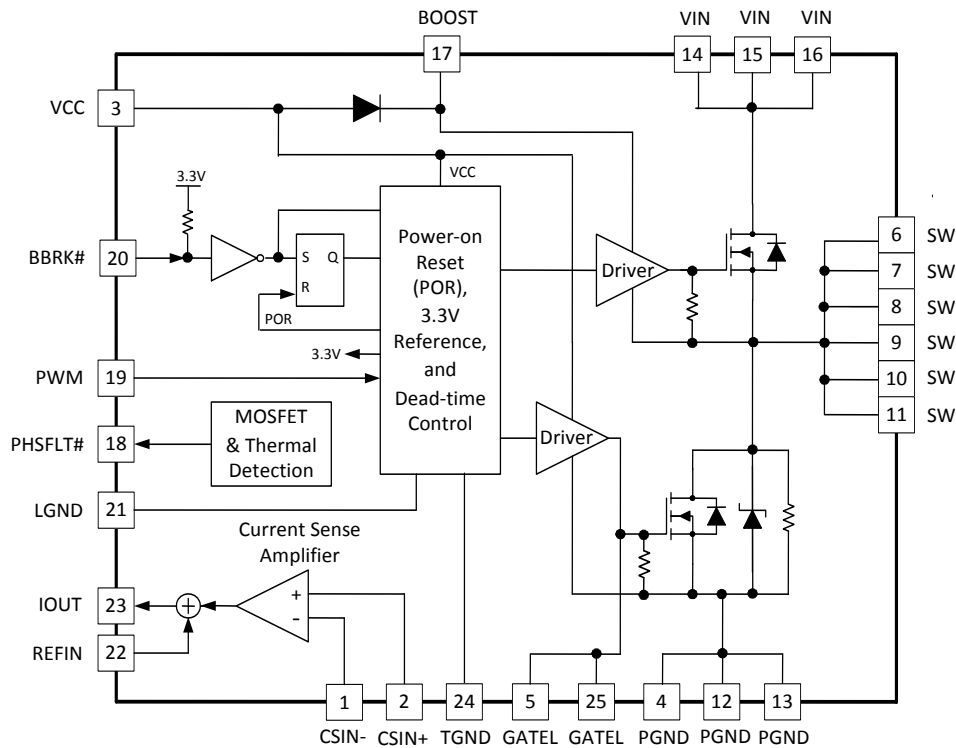 BOOST
VIN VIN VIN
17
14 15 16
VCC
3
VCC
3.3V
BBRK#
20
S Q
R
POR
3.3V
Power-on
Reset
(POR),
3.3V
Reference,
and
Dead-time
Control
Driver
6 SW
7 SW
8 SW
9 SW
10 SW
11 SW
PWM
19
MOSFET
& Thermal
Detection
PHSFLT#
18
Driver
LGND
21
Current Sense
Amplifier
IOUT
23
+
+
-
REFIN
22
1 2 24 5 25 4 12 13
CSIN- CSIN+ TGND GATEL GATEL PGND PGND PGND